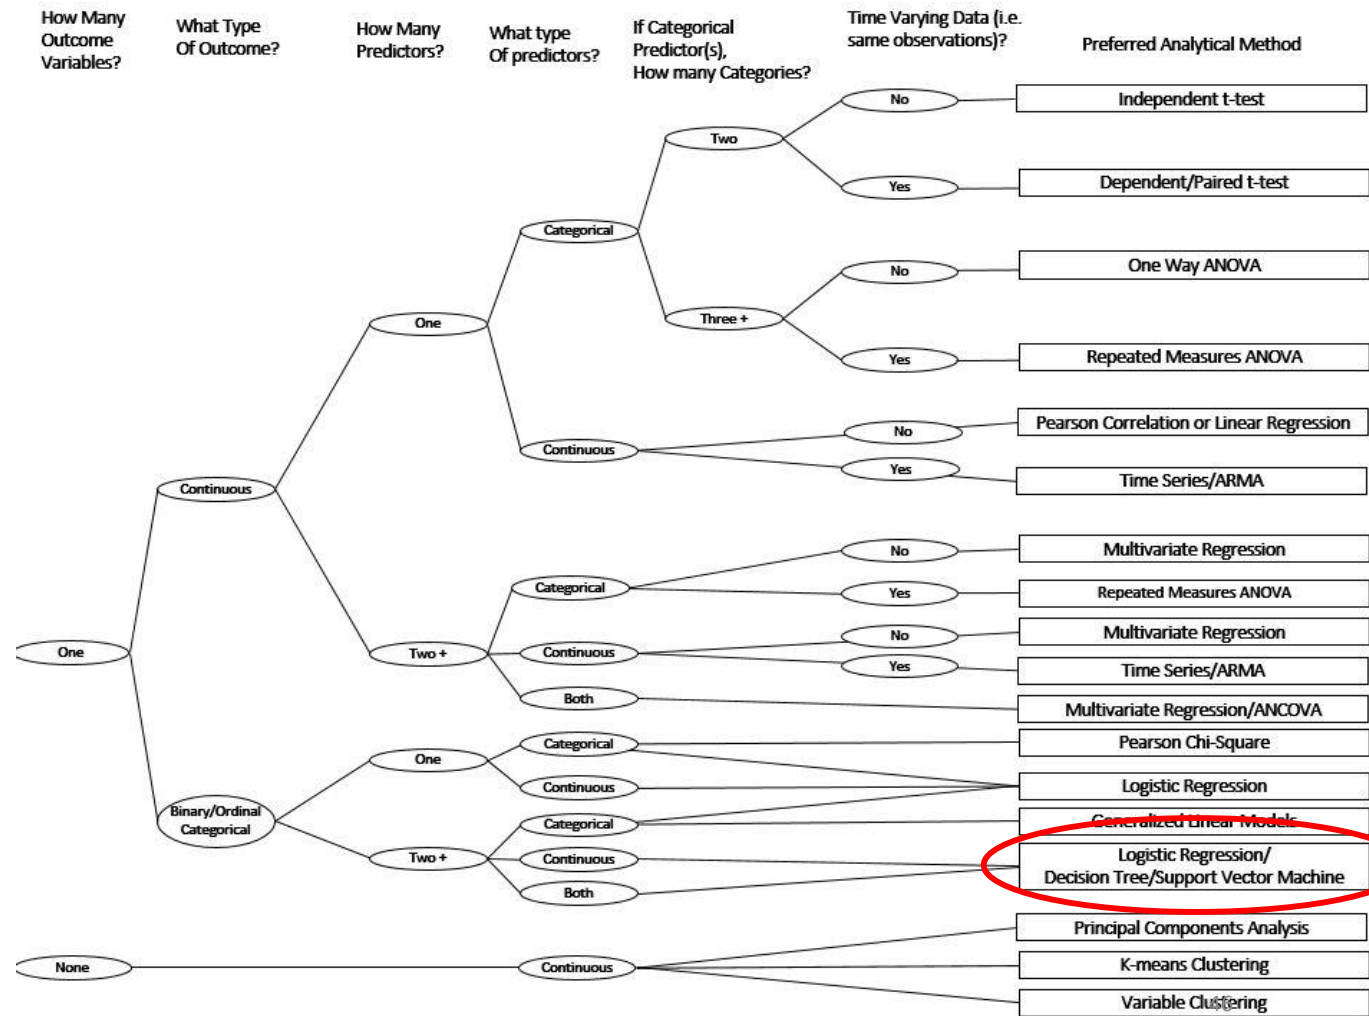 How Many
Outcome
Variables?
What Type
Of Outcome?
How Many
Predictors?
What type
Of predictors?
If Categorical
Predictor(s),
How many Categories?
Time Varying Data (i.e.
same observations)?
Preferred Analytical Method
No
Independent t-test
Two
Yes
Dependent/Paired t-test
Categorical
No
One Way ANOVA
Three +
One
Yes
Repeated Measures ANOVA
No
Pearson Correlation or Linear Regression
Continuous
Yes
Time Series/ARMA
Continuous
No
Multivariate Regression
Categorical
Yes
Repeated Measures ANOVA
No
Multivariate Regression
One
Two +
Continuous
Yes
Time Series/ARMA
Both
Multivariate Regression/ANCOVA
Categorical
Pearson Chi-Square
One
Continuous
Logistic Regression
Binary/Ordinal
Categorical
Categorical
Generalized Linear Models
Two +
Continuous
Logistic Regression/
Decision Tree/Support Vector Machine
Both
Principal Components Analysis
None
Continuous
K-means Clustering
Variable Clustering
46